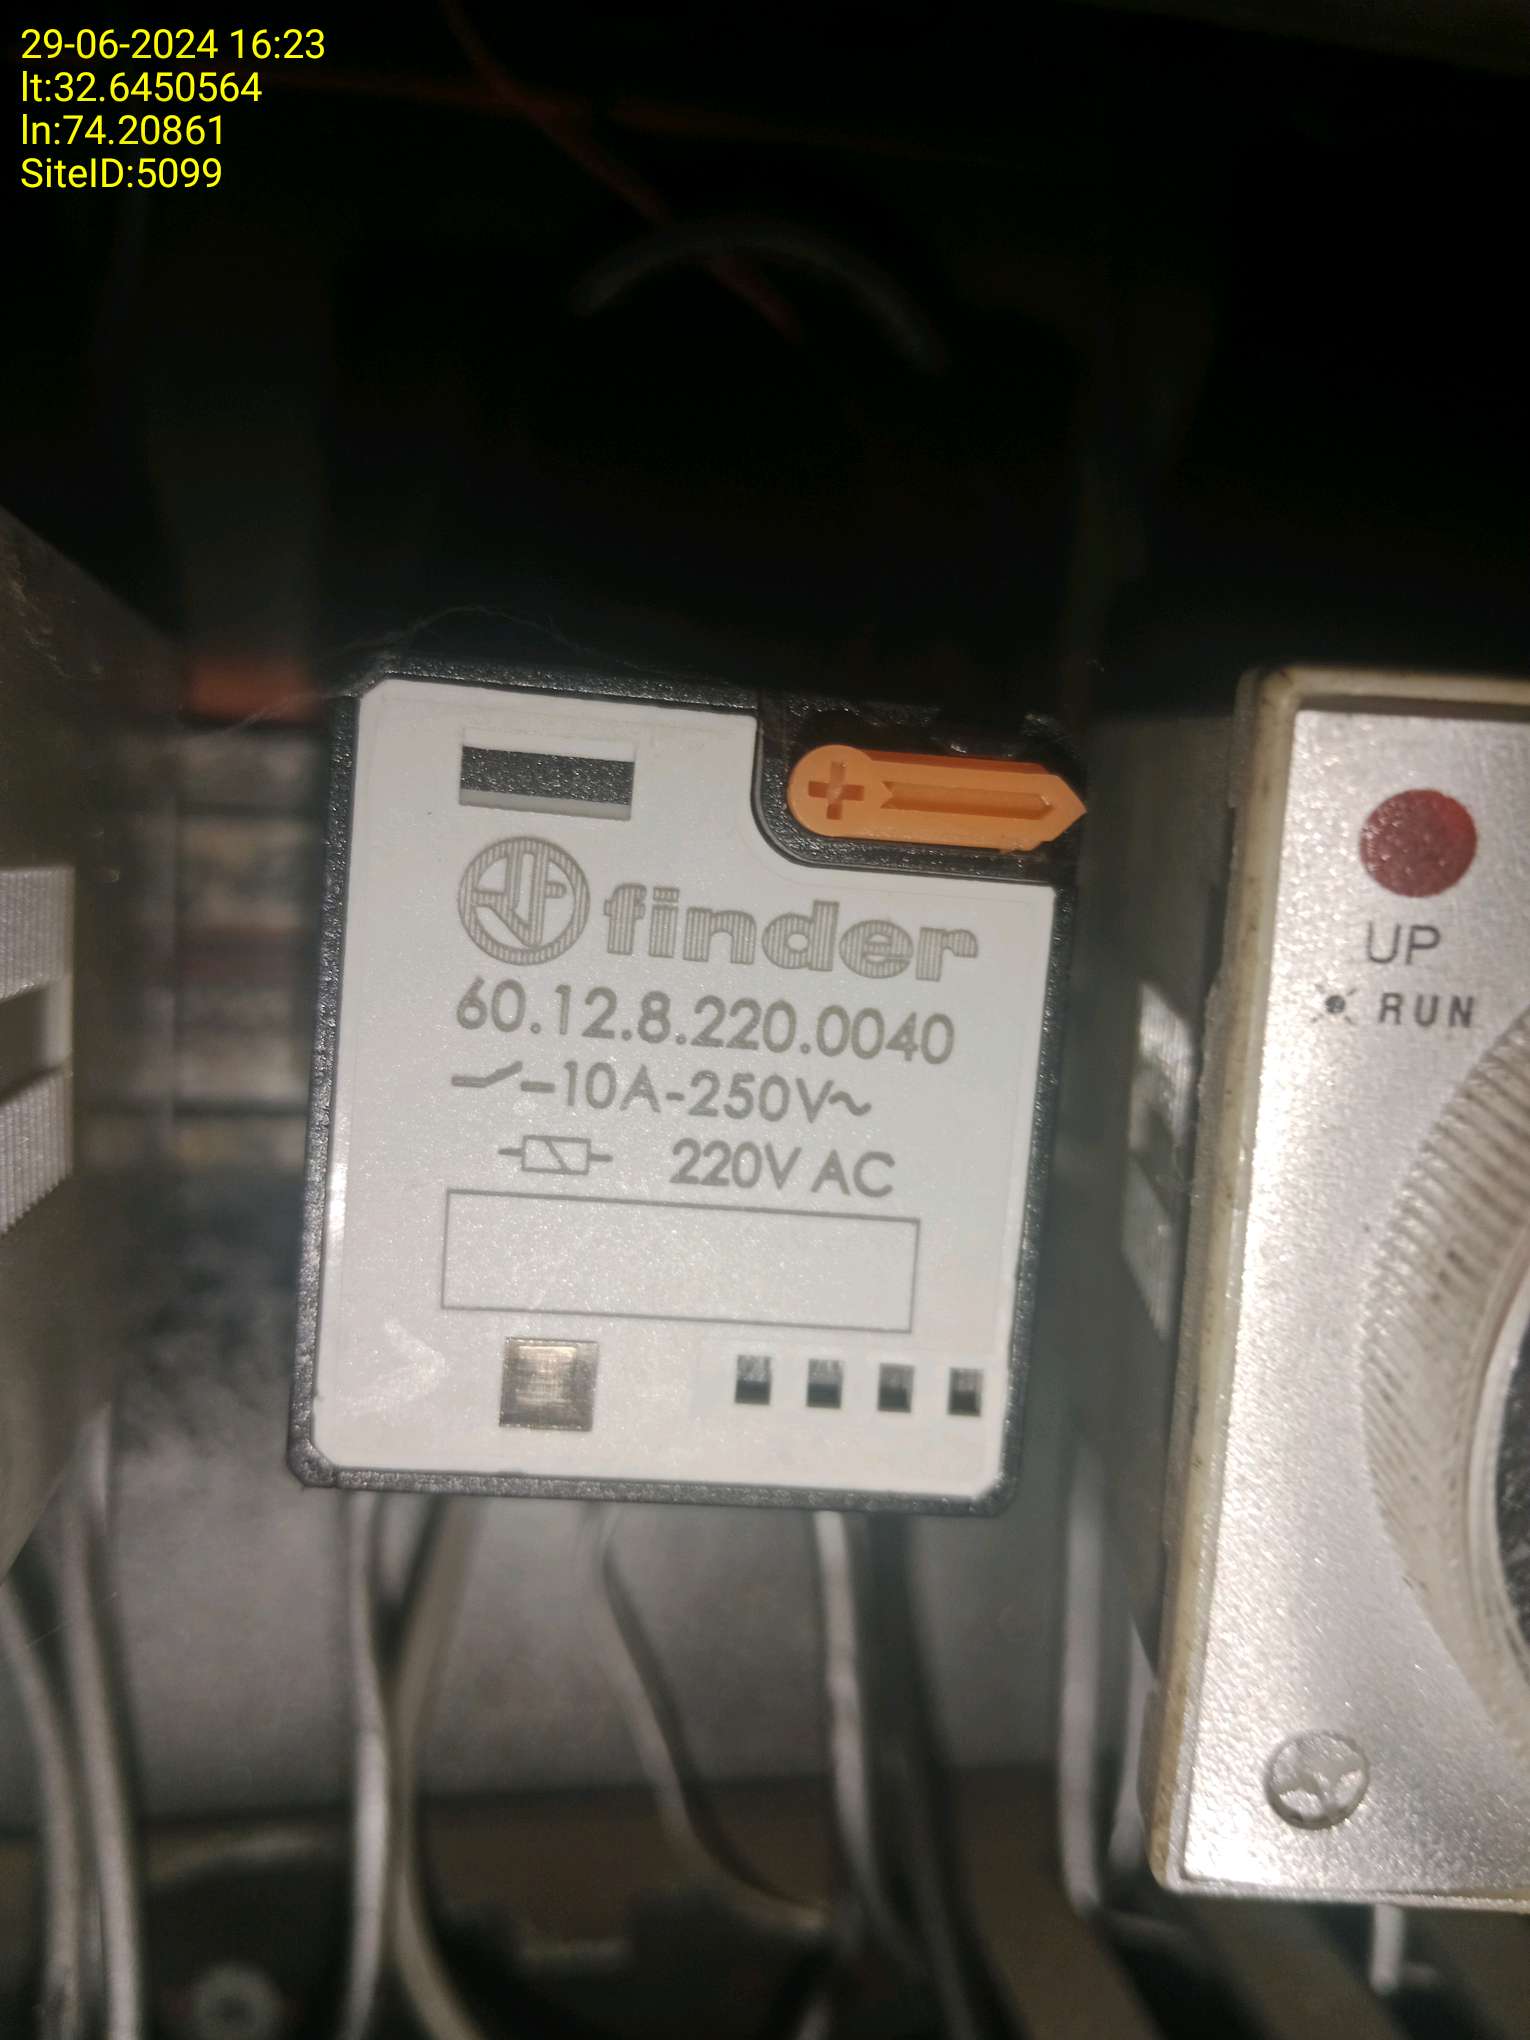 29-06-2024 16:23
lt:32.6450564
ln:74.20861
SiteID:5099
finder
60.12.8.220.0040
10A-250V~
220V AC
UP
RUN